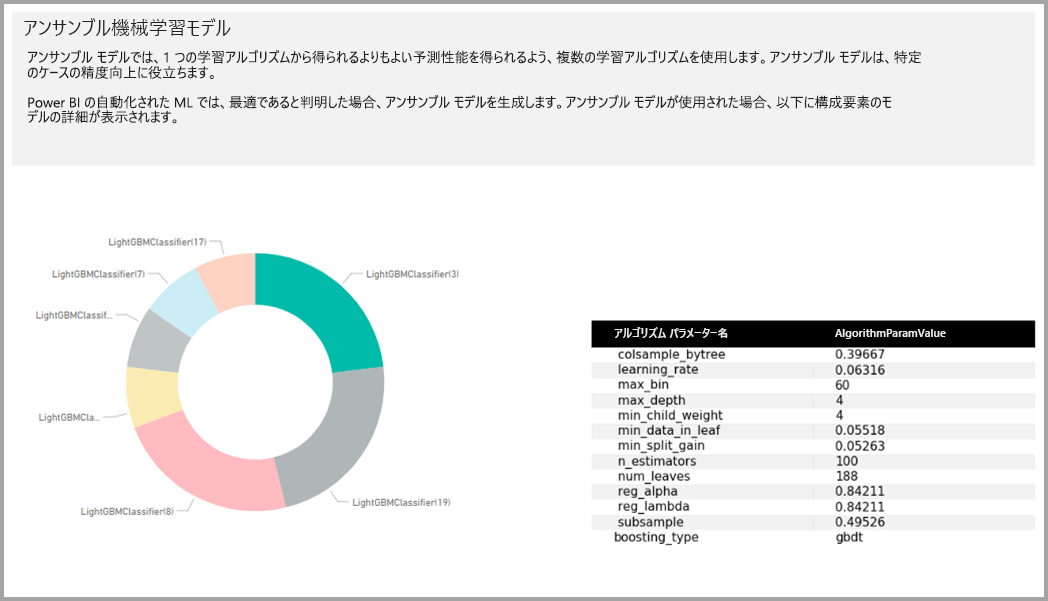 アンサンブル機械学習モデル
アンサンブル モデルでは、1 つの学習アルゴリズムから得られるよりもよい予測性能を得られるよう、複数の学習アルゴリズムを使用します。アンサンブル モデルは、特定
のケースの精度向上に役立ちます。
Power BI の自動化された ML では、最適であると判明した場合、アンサンブル モデルを生成します。アンサンブル モデルが使用された場合、以下に構成要素のモ
デルの詳細が表示されます。
LightGBMClassifier(17)
LightGBMClassifier(3)
LightGBMClassifier(7)
LightGBMClassif...
LightGBMCla...
LightGBMClassifier(8)
LightGBMClassifier(19)
アルゴリズム パラメーター名 AlgorithmParamValue
colsample_bytree 0.39667
learning_rate 0.06316
max_bin 60
max_depth 4
min_child_weight 4
min_data_in_leaf 0.05518
min_split_gain 0.05263
n_estimators 100
num_leaves 188
reg_alpha 0.84211
reg_lambda 0.84211
subsample 0.49526
boosting_type gbdt